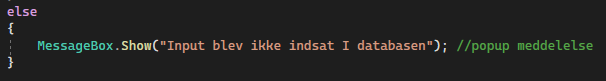 else
{
MessageBox.Show("Input blev ikke indsat I databasen"); //popup meddelelse
}